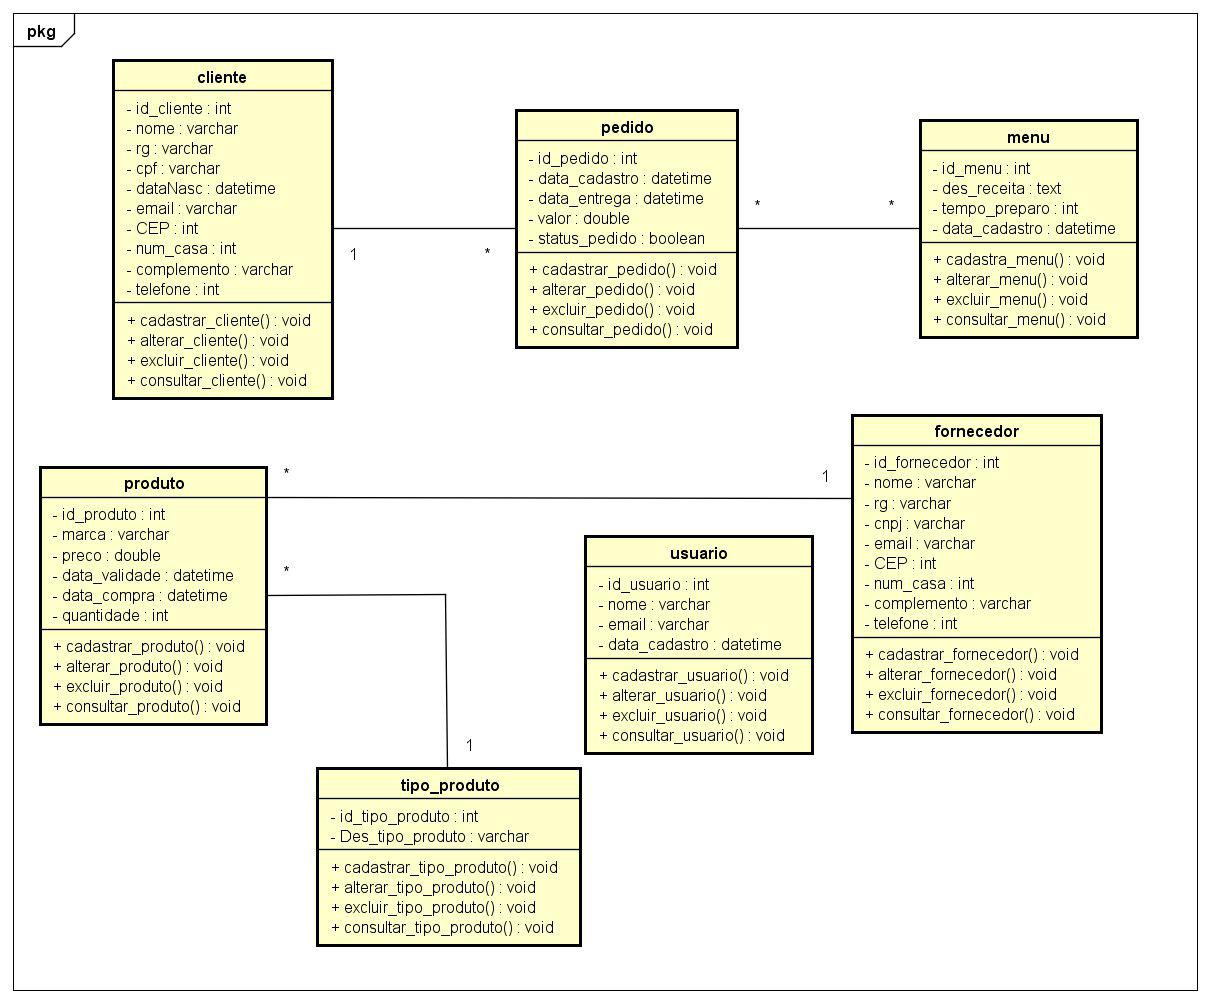 pkg
cliente
- id_cliente : int
- nome : varchar
- rg : varchar
- cpf : varchar
- dataNasc : datetime
- email : varchar
- CEP : int
- num_casa : int
- complemento : varchar
- telefone : int
+ cadastrar_cliente() : void
+ alterar_cliente() : void
+ excluir_cliente() : void
+ consultar_cliente() : void
1
*
pedido
- id_pedido : int
- data_cadastro : datetime
- data_entrega : datetime
- valor : double
- status_pedido : boolean
+ cadastrar_pedido() : void
+ alterar_pedido() : void
+ excluir_pedido() : void
+ consultar_pedido() : void
*
*
menu
- id_menu : int
- des_receita : text
- tempo_preparo : int
- data_cadastro : datetime
+ cadastra_menu() : void
+ alterar_menu() : void
+ excluir_menu() : void
+ consultar_menu() : void
produto
- id_produto : int
- marca : varchar
- preco : double
- data_validade : datetime
- data_compra : datetime
- quantidade : int
+ cadastrar_produto() : void
+ alterar_produto() : void
+ excluir_produto() : void
+ consultar_produto() : void
*
1
*
1
fornecedor
- id_fornecedor : int
- nome : varchar
- rg : varchar
- cnpj : varchar
- email : varchar
- CEP : int
- num_casa : int
- complemento : varchar
- telefone : int
+ cadastrar_fornecedor() : void
+ alterar_fornecedor() : void
+ excluir_fornecedor() : void
+ consultar_fornecedor() : void
usuario
- id_usuario : int
- nome : varchar
- email : varchar
- data_cadastro : datetime
+ cadastrar_usuario() : void
+ alterar_usuario() : void
+ excluir_usuario() : void
+ consultar_usuario() : void
tipo_produto
- id_tipo_produto : int
- Des_tipo_produto : varchar
+ cadastrar_tipo_produto() : void
+ alterar_tipo_produto() : void
+ excluir_tipo_produto() : void
+ consultar_tipo_produto() : void